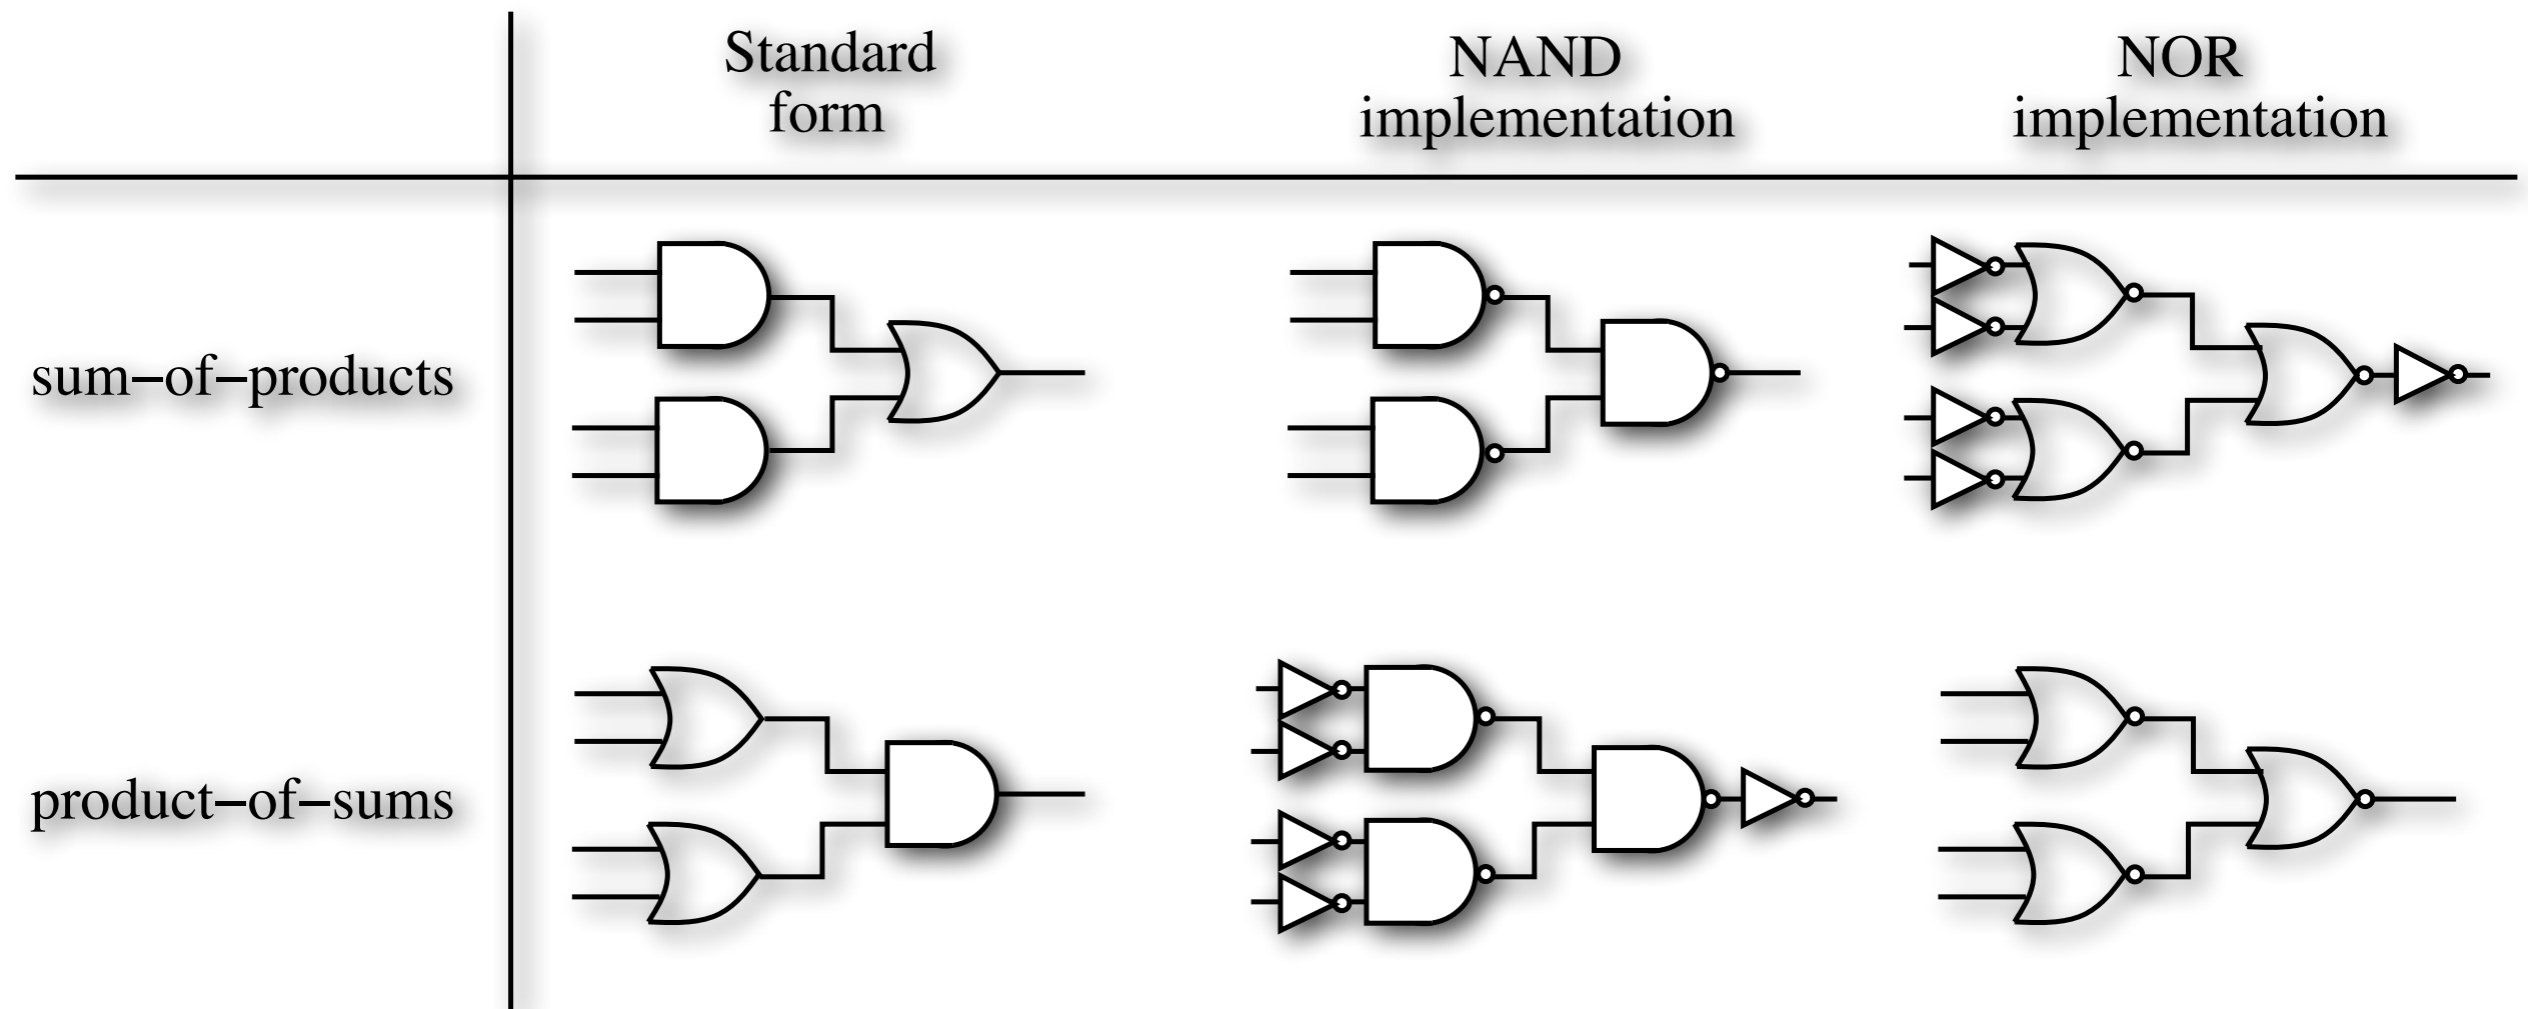 Standard
form
NAND
implementation
NOR
implementation
sum–of–products
product–of–sums